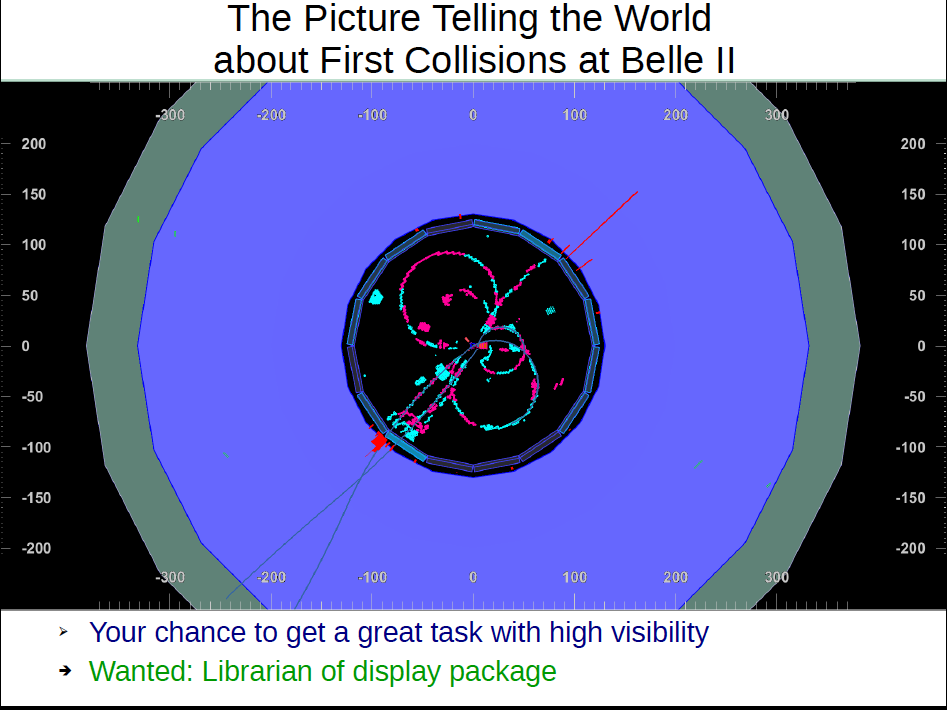 The Picture Telling the World
about First Collisions at Belle II
-300 -200 -100 0 100 200 300
200 200
150 150
100 100
50 50
0 0
-50 -50
-100 -100
-150 -150
-200 -200
-300 -200 -100 0 100 200 300
Your chance to get a great task with high visibility
Wanted: Librarian of display package